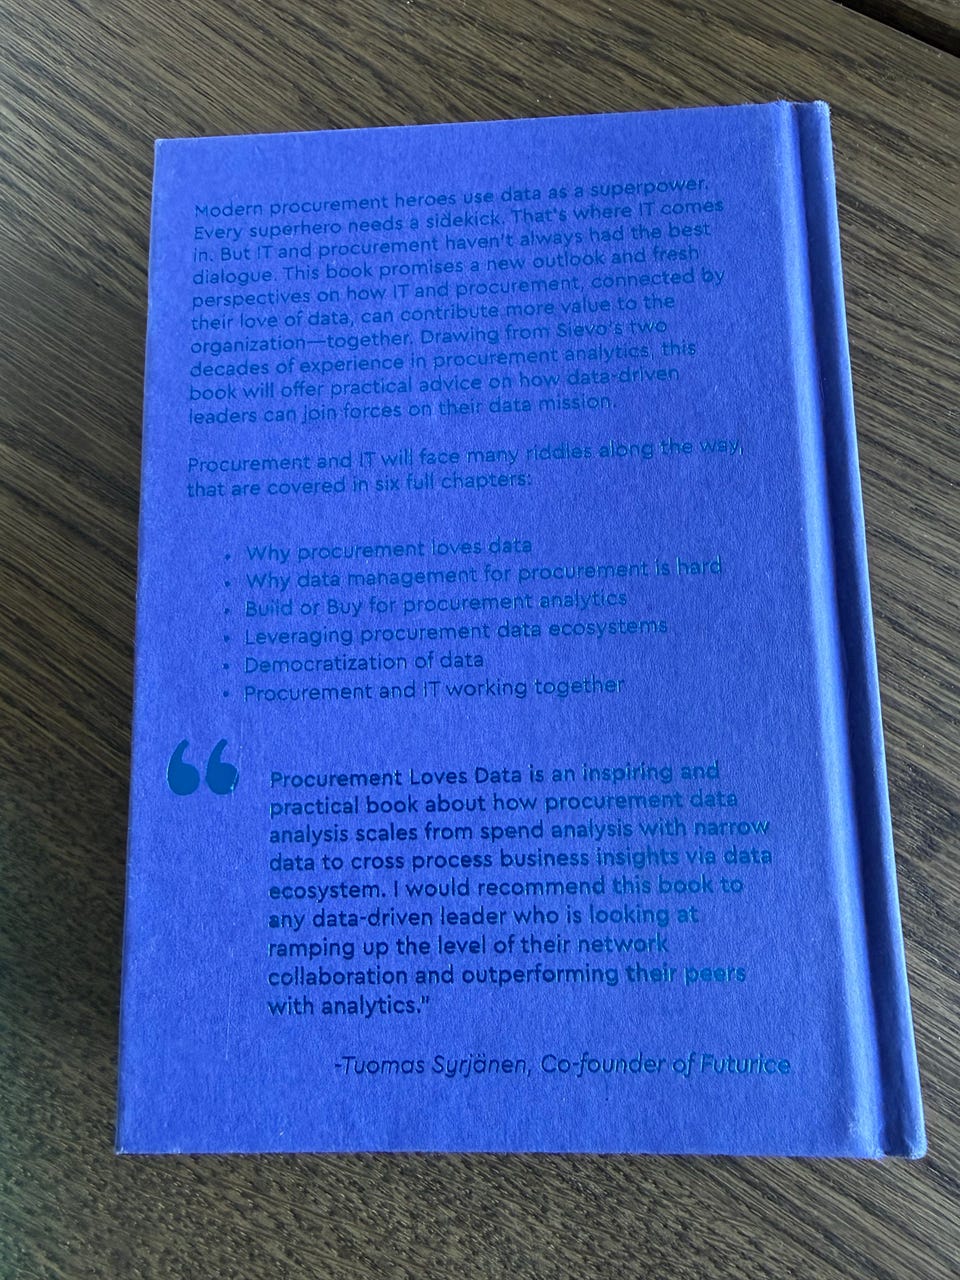 Modern procurement heroes use data as a superpower.
Every superhero needs a sidekick. That's where IT comes
in. But IT and procurement haven't always had the best
dialogue. This book promises a new outlook and fresh
perspectives on how IT and procurement, connected by
their love of data, can contribute more value to the
organization—together. Drawing from Sievo's two
decades of experience in procurement analytics, this
book will offer practical advice on how data-driven
leaders can join forces on their data mission.
Procurement and IT will face many riddles along the way,
that are covered in six full chapters:
• Why procurement loves data
• Why data management for procurement is hard
• Build or Buy for procurement analytics
• Leveraging procurement data ecosystems
• Democratization of data
• Procurement and IT working together
“ Procurement Loves Data is an inspiring and
practical book about how procurement data
analysis scales from spend analysis with narrow
data to cross process business insights via data
ecosystem. I would recommend this book to
any data-driven leader who is looking at
ramping up the level of their network
collaboration and outperforming their peers
with analytics."
-Tuomas Syrjänen, Co-founder of Futurice